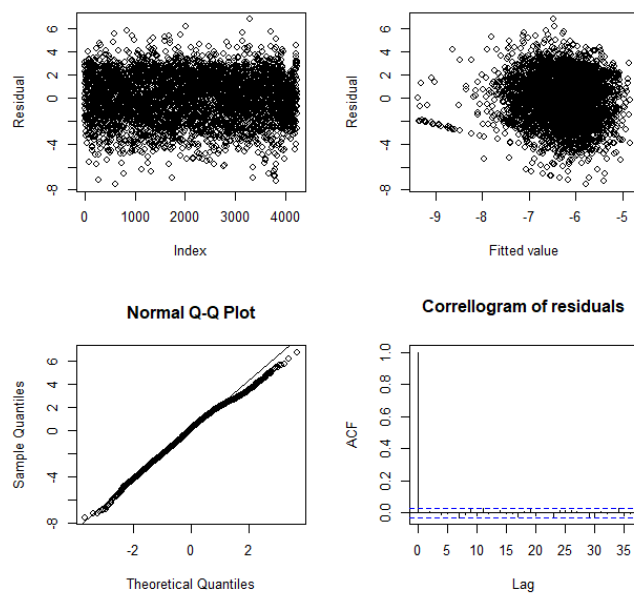 Residual
6
4
2
0
-4
-8
0 1000 2000 3000 4000
Index
Residual
6
4
2
0
-4
-8
-9 -8 -7 -6 -5
Fitted value
Normal Q-Q Plot
Sample Quantiles
6
4
2
0
-4
-8
-2 0 2
Theoretical Quantiles
Correllogram of residuals
ACF
1.0
0.8
0.6
0.4
0.2
0.0
0 5 10 15 20 25 30 35
Lag